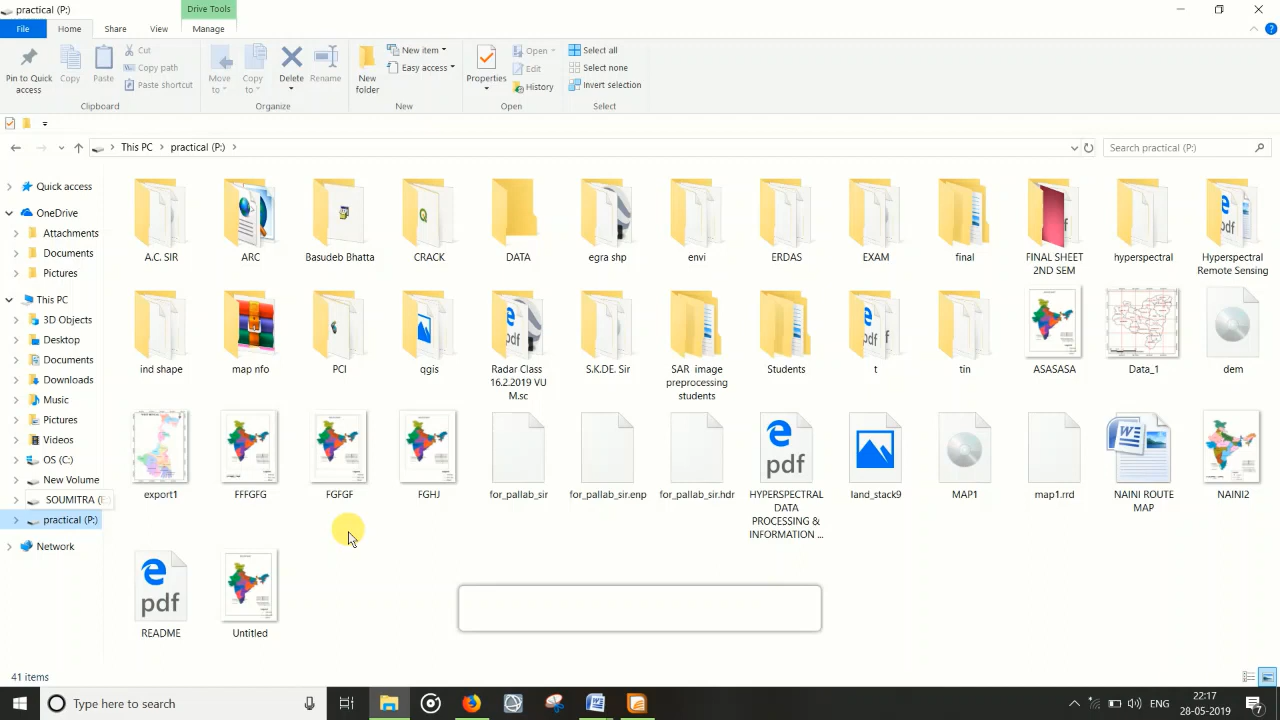 practical (P:)
Drive Tools
File
Home
Share
View
Manage
Pin to Quick
access
Copy
Paste
Cut
Copy path
Paste shortcut
Clipboard
Move
to
Copy
to
Delete
Rename
Organize
New
folder
New item
Easy access
New
Properties
Open
Edit
History
Open
Select all
Select none
Invert selection
Select
This PC
practical (P:)
Search practical (P:)
Quick access
OneDrive
Attachments
Documents
Pictures
This PC
3D Objects
Desktop
Documents
Downloads
Music
Pictures
Videos
OS (C:)
New Volume
SOUMITRA (E:
practical (P:)
Network
A.C. SIR
ARC
Basudeb Bhatta
CRACK
DATA
egra shp
envi
ERDAS
EXAM
final
FINAL SHEET
2ND SEM
hyperspectral
Hyperspectral
Remote Sensing
ind shape
map nfo
PCI
qgis
Radar Class
16.2.2019 VU
M.sc
S.K.DE. Sir
SAR image
preprocessing
students
Students
t
tin
ASASASA
Data_1
dem
export1
FFFGFG
FGFGF
FGHJ
for_pallab_sir
for_pallab_sir.enp
for_pallab_sir.hdr
pdf
HYPERSPECTRAL
DATA
PROCESSING &
INFORMATION ...
land_stack9
MAP1
map1.rrd
NAINI ROUTE
MAP
NAINI2
pdf
README
Untitled
41 items
Type here to search
ENG
22:17
28-05-2019